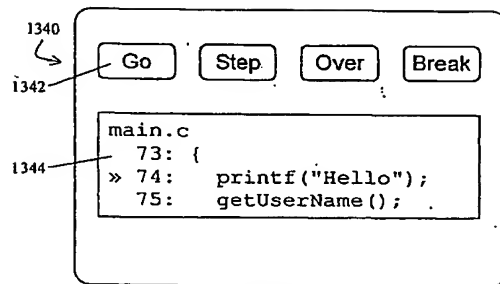 1340
Go Step Over Break
1342
main.c
1344
73: {
» 74: printf("Hello");
75: getUserName();